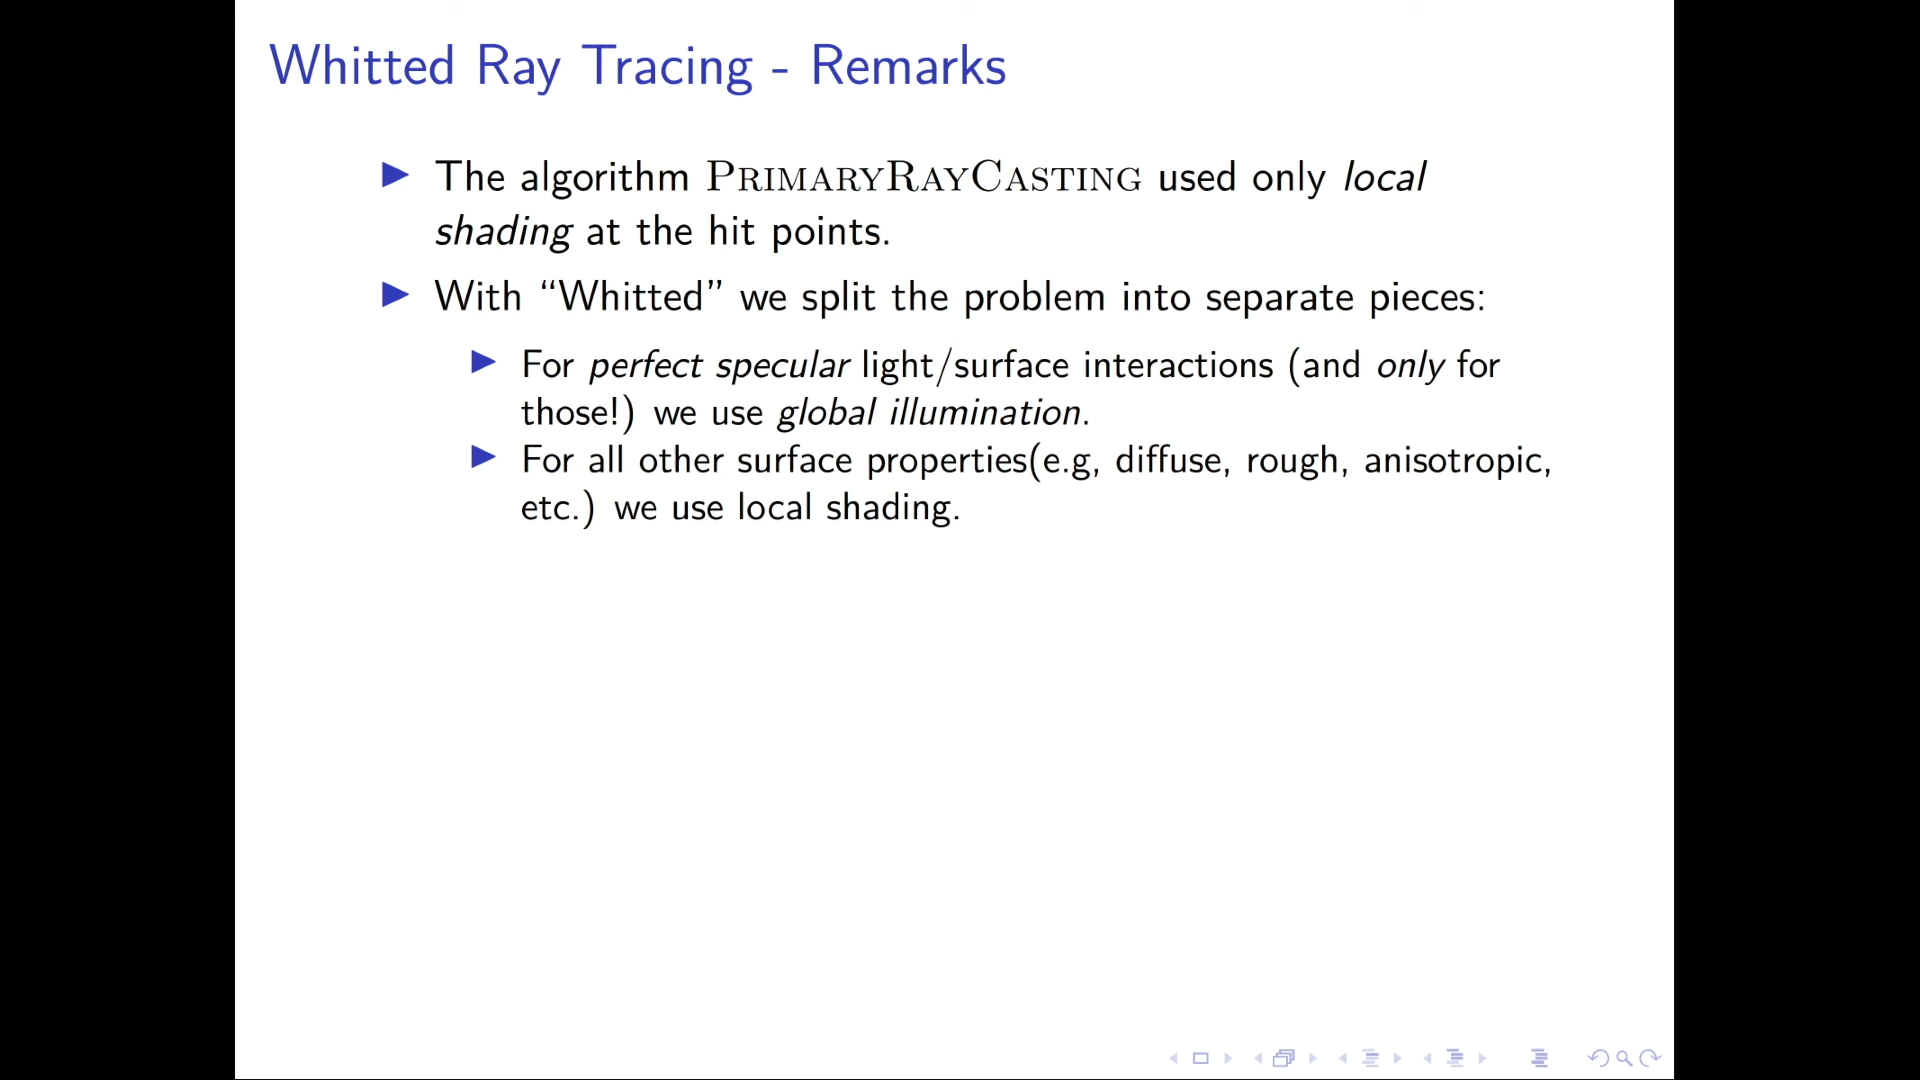 Whitted Ray Tracing - Remarks
The algorithm PrimaryRayCasting used only local
shading at the hit points.
With “Whitted” we split the problem into separate pieces:
For perfect specular light/surface interactions (and only for
those!) we use global illumination.
For all other surface properties(e.g, diffuse, rough, anisotropic,
etc.) we use local shading.